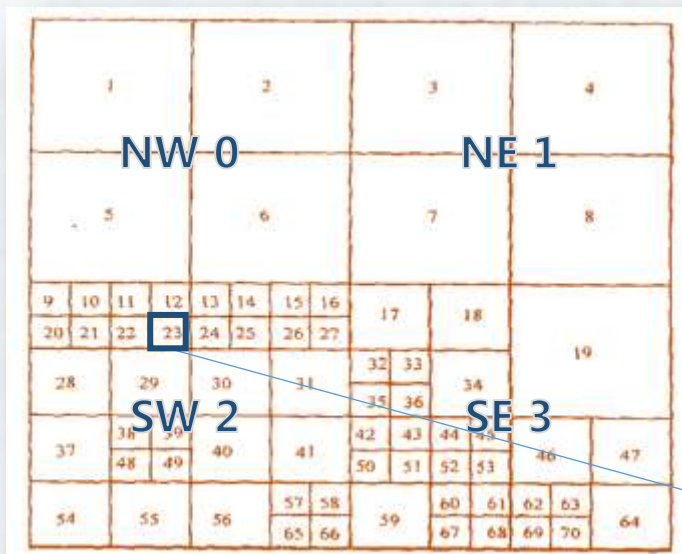 1 2 3 4
NW 0 NE 1
5 6 7 8
9 10 11 12 13 14 15 16
17 18
20 21 22 23 24 25 26 27
19
32 33
28 29 30 31 34
35 36
SW 2 SE 3
38 39 42 43 44 45
37 40 41 46 47
48 49 50 51 52 53
57 58 60 61 62 63
54 55 56 59 64
65 66 67 68 69 70